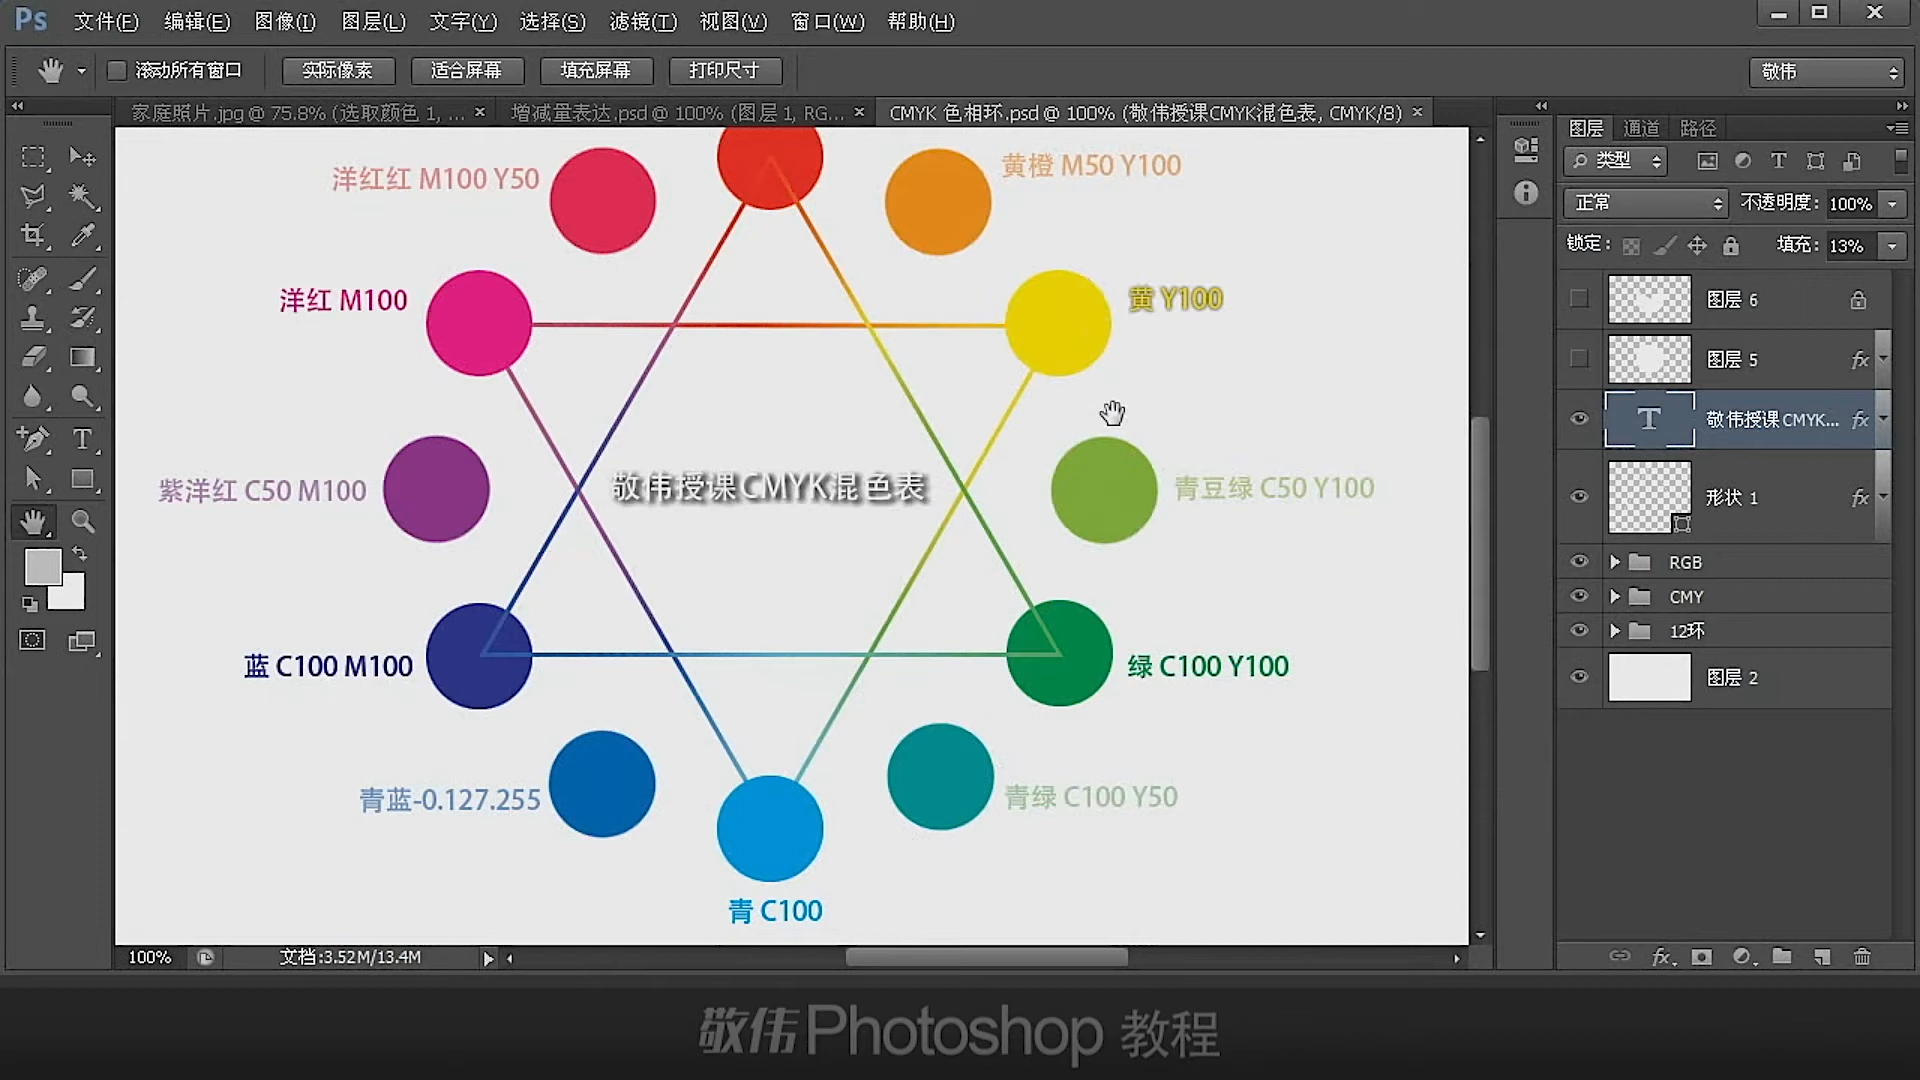 Ps 文件(F) 编辑(E) 图像(I) 图层(L) 文字(Y) 选择(S) 滤镜(T) 视图(V) 窗口(W) 帮助(H)
滚动所有窗口 实际像素 适合屏幕 填充屏幕 打印尺寸 敬伟
家庭照片.jpg @ 75.8% (选取颜色 1, ... × 增减量表达.psd @ 100% (图层 1, RG... × CMYK 色相环.psd @ 100% (敬伟授课CMYK混色表, CMYK/8) ×
图层 通道 路径
类型
正常 不透明度: 100%
锁定: 填充: 13%
图层 6
图层 5
敬伟授课CMYK... fx
形状 1 fx
RGB
CMY
12环
图层 2
洋红红 M100 Y50
黄橙 M50 Y100
洋红 M100
黄 Y100
紫洋红 C50 M100
敬伟授课CMYK混色表
青豆绿 C50 Y100
蓝 C100 M100
绿 C100 Y100
青蓝-0.127.255
青绿 C100 Y50
青 C100
100% 文档:3.52M/13.4M
敬伟Photoshop 教程